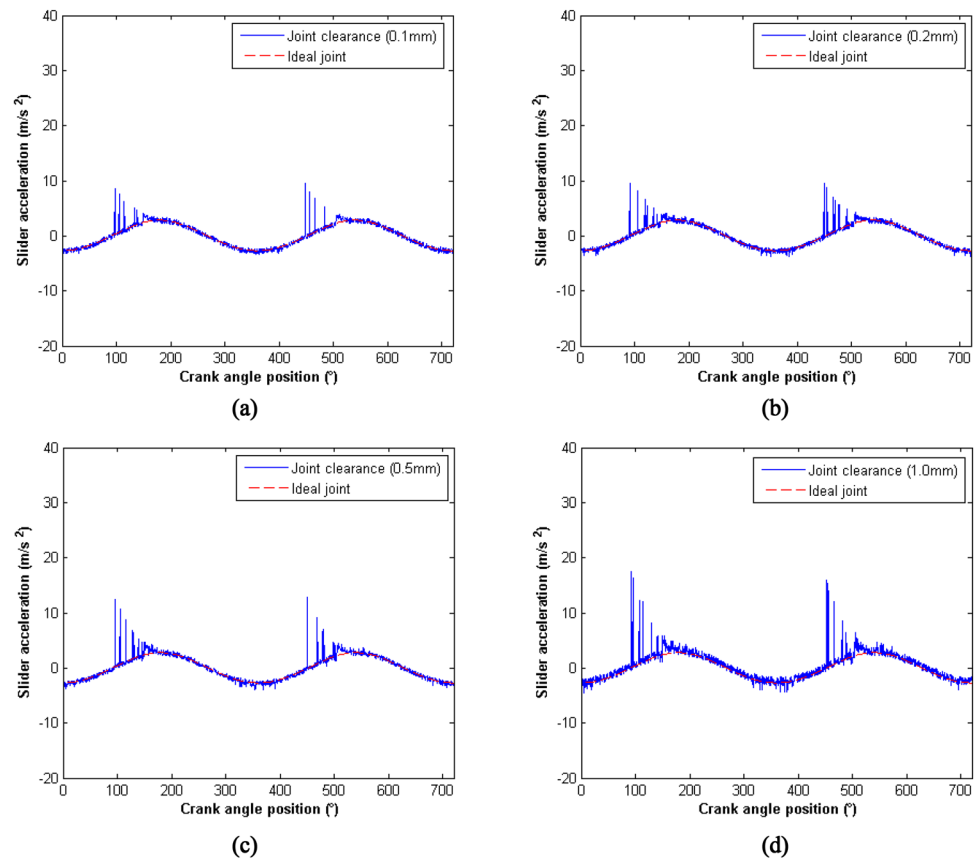 Joint clearance (0.1mm)
Ideal joint
40
30
20
10
0
-10
-20
Slider acceleration (m/s ²)
0 100 200 300 400 500 600 700
Crank angle position (°)
(a)
Joint clearance (0.2mm)
Ideal joint
40
30
20
10
0
-10
-20
Slider acceleration (m/s ²)
0 100 200 300 400 500 600 700
Crank angle position (°)
(b)
Joint clearance (0.5mm)
Ideal joint
40
30
20
10
0
-10
-20
Slider acceleration (m/s ²)
0 100 200 300 400 500 600 700
Crank angle position (°)
(c)
Joint clearance (1.0mm)
Ideal joint
40
30
20
10
0
-10
-20
Slider acceleration (m/s ²)
0 100 200 300 400 500 600 700
Crank angle position (°)
(d)